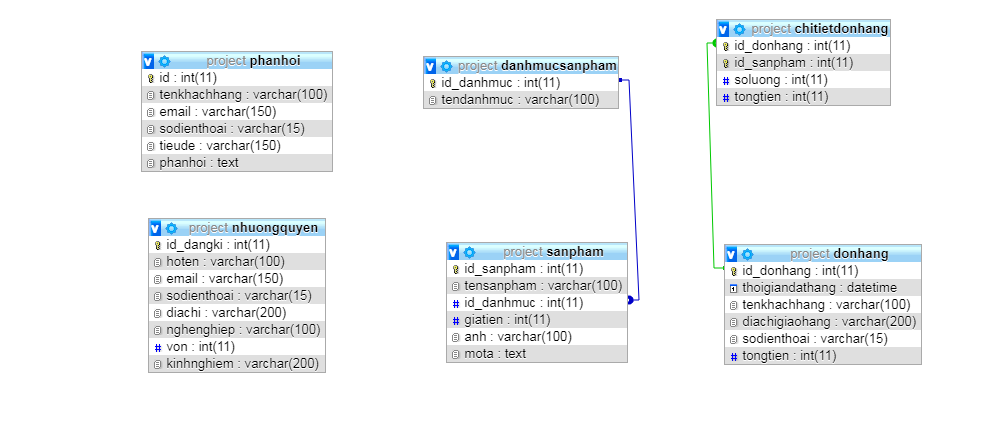 project phanhoi
id : int(11)
tenkhachhang : varchar(100)
email : varchar(150)
sodienthoai : varchar(15)
tieude : varchar(150)
phanhoi : text
project nhuongquyen
id_dangki : int(11)
hoten : varchar(100)
email : varchar(150)
sodienthoai : varchar(15)
diachi : varchar(200)
nghenghiep : varchar(100)
von : int(11)
kinhnghiem : varchar(200)
project danhmucsanpham
id_danhmuc : int(11)
tendanhmuc : varchar(100)
project sanpham
id_sanpham : int(11)
tensanpham : varchar(100)
id_danhmuc : int(11)
giatien : int(11)
anh : varchar(100)
mota : text
project chitietdonhang
id_donhang : int(11)
id_sanpham : int(11)
soluong : int(11)
tongtien : int(11)
project donhang
id_donhang : int(11)
thoigiandathang : datetime
tenkhachhang : varchar(100)
diachigiaohang : varchar(200)
sodienthoai : varchar(15)
tongtien : int(11)